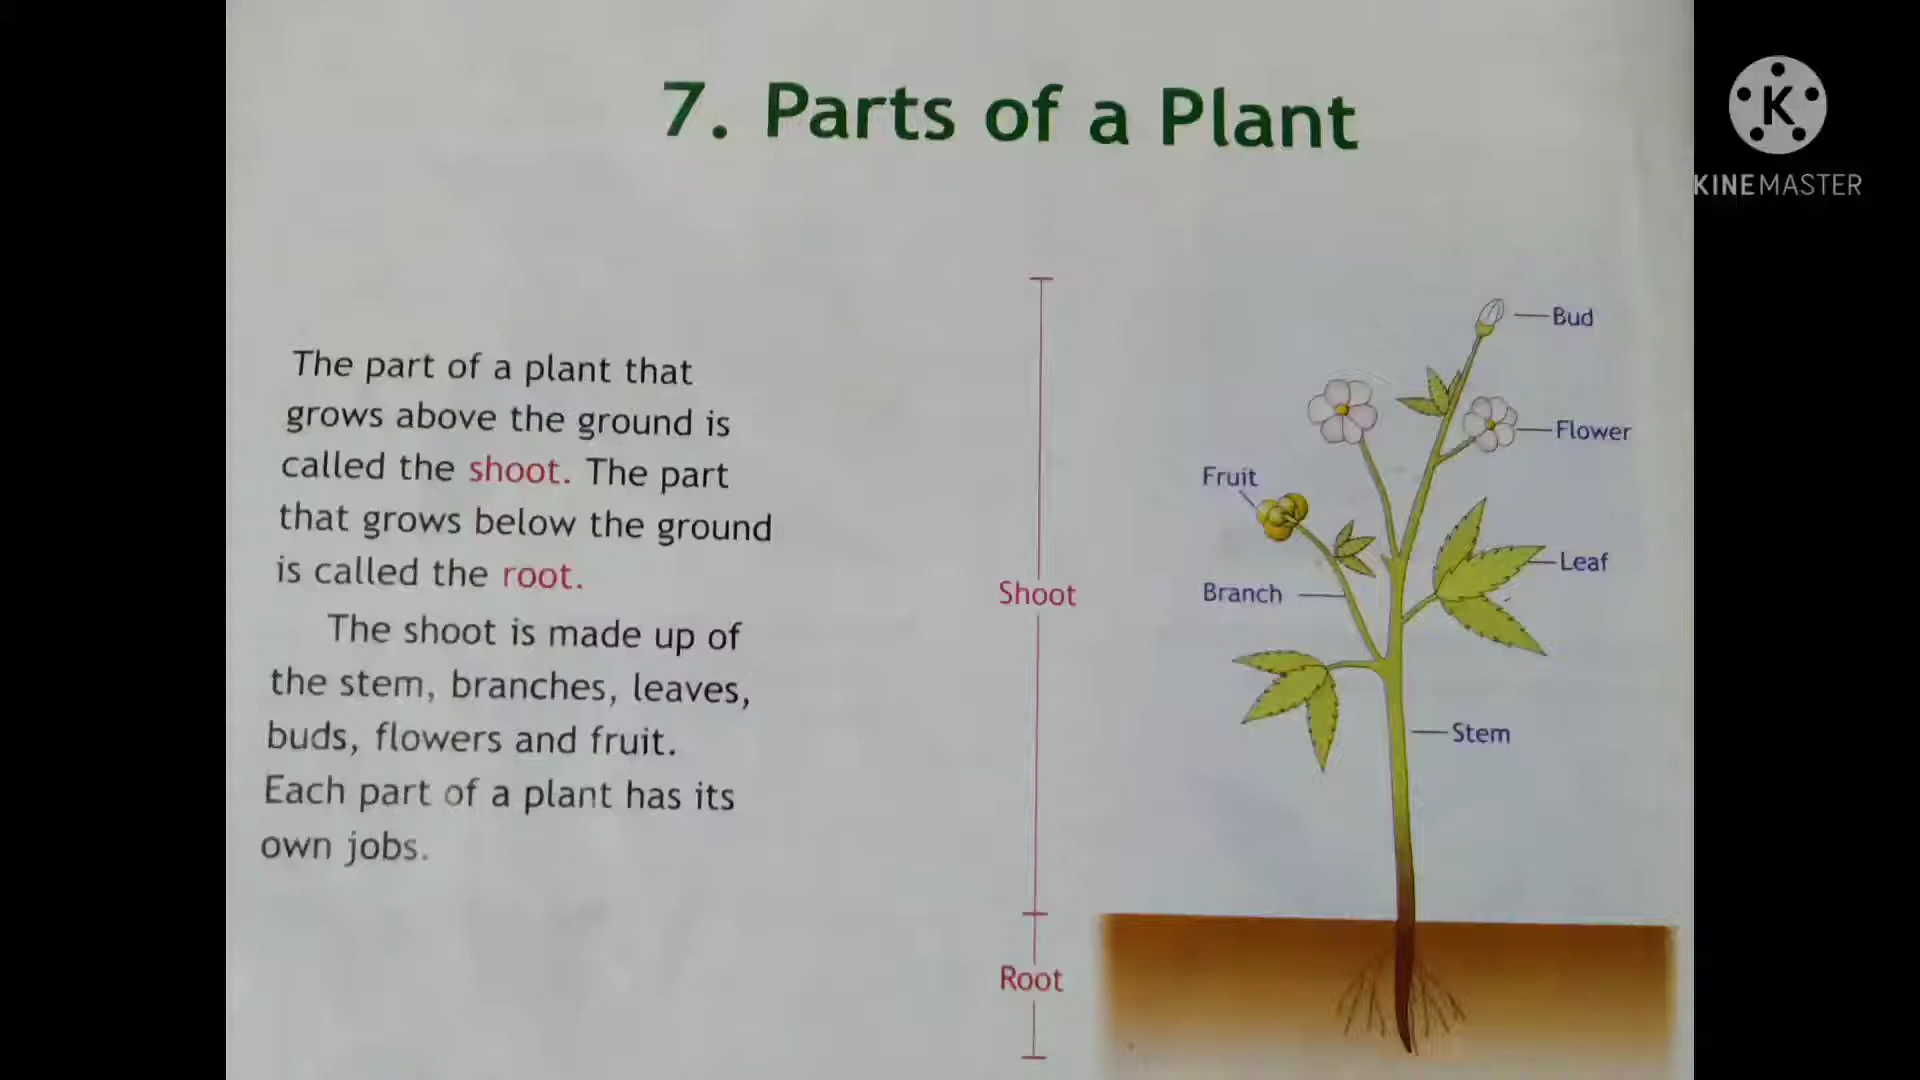 7. Parts of a Plant
K
KINEMASTER
The part of a plant that
grows above the ground is
called the shoot. The part
that grows below the ground
is called the root.
The shoot is made up of
the stem, branches, leaves,
buds, flowers and fruit.
Each part of a plant has its
own jobs.
Shoot
Root
Bud
Flower
Fruit
Leaf
Branch
Stem